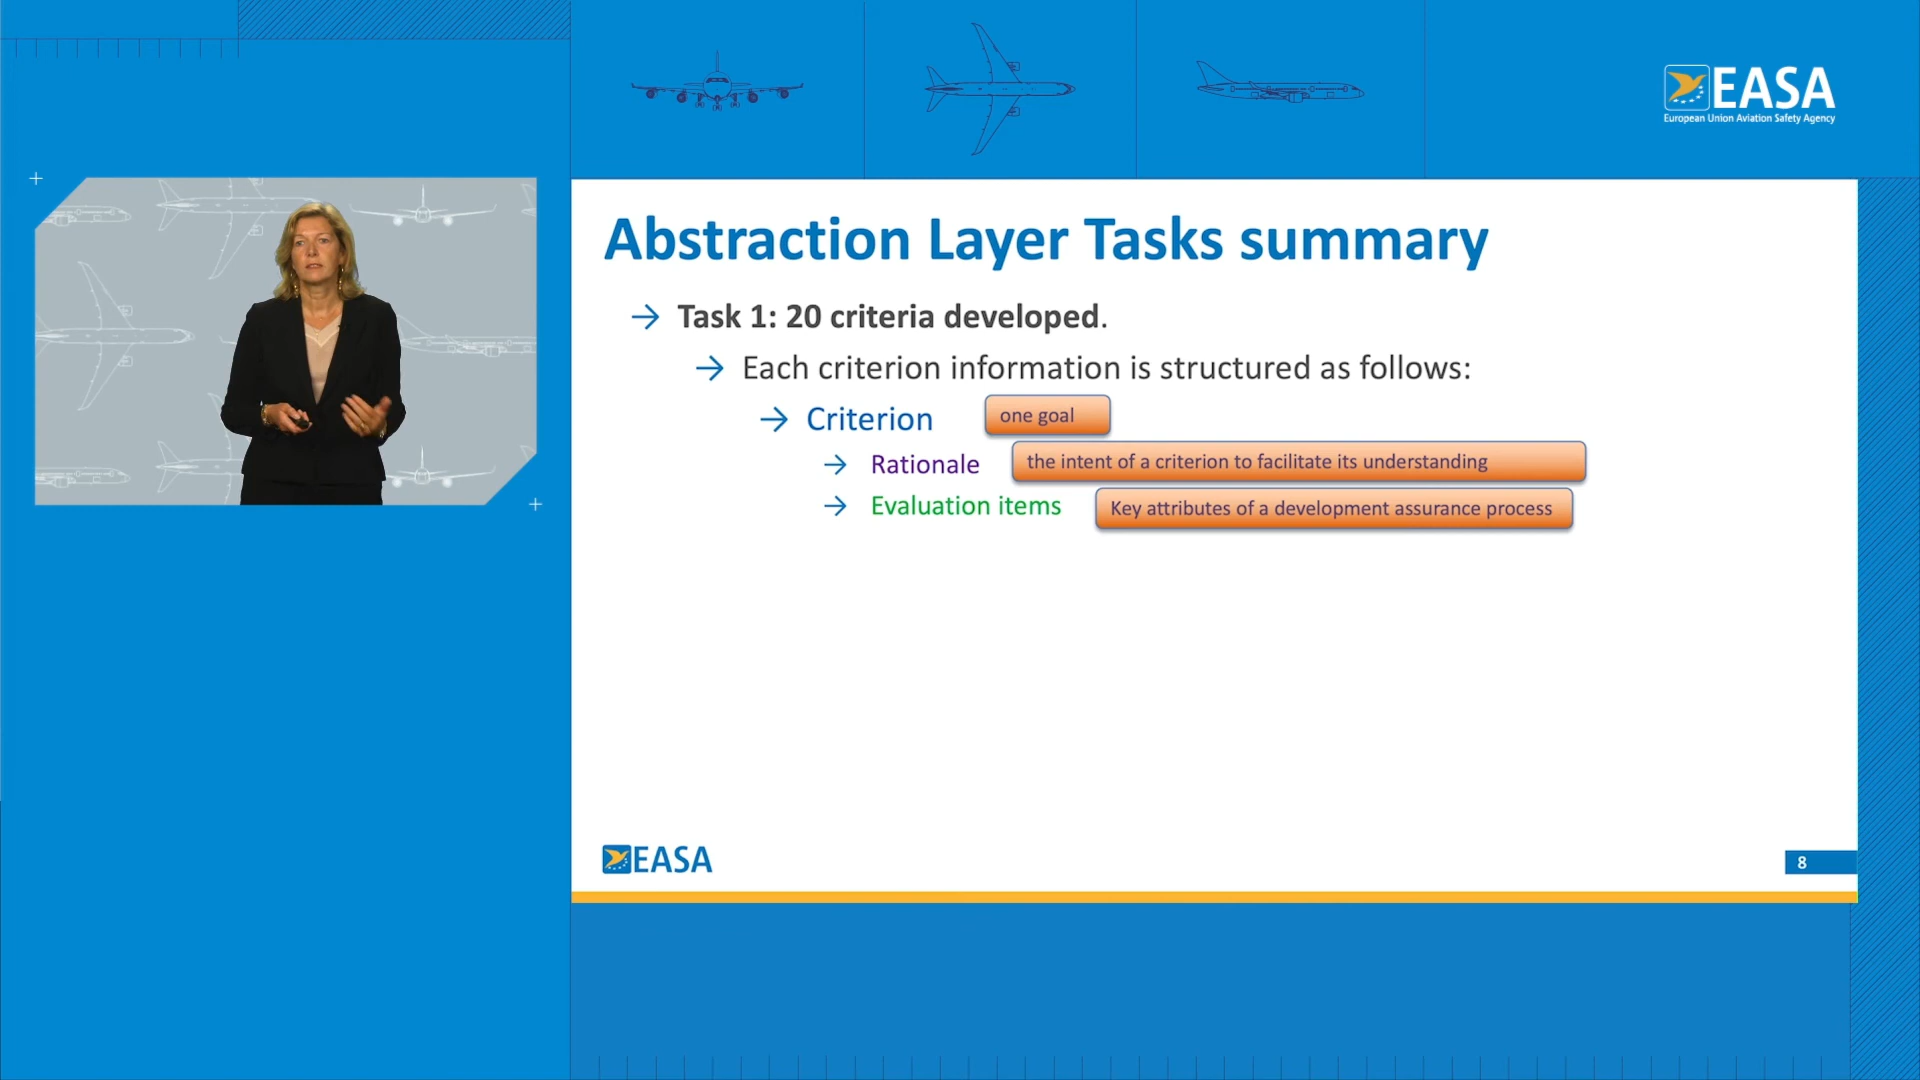 EASA
European Union Aviation Safety Agency
Abstraction Layer Tasks summary
→ Task 1: 20 criteria developed.
→ Each criterion information is structured as follows:
→ Criterion one goal
→ Rationale the intent of a criterion to facilitate its understanding
→ Evaluation items Key attributes of a development assurance process
EASA
8